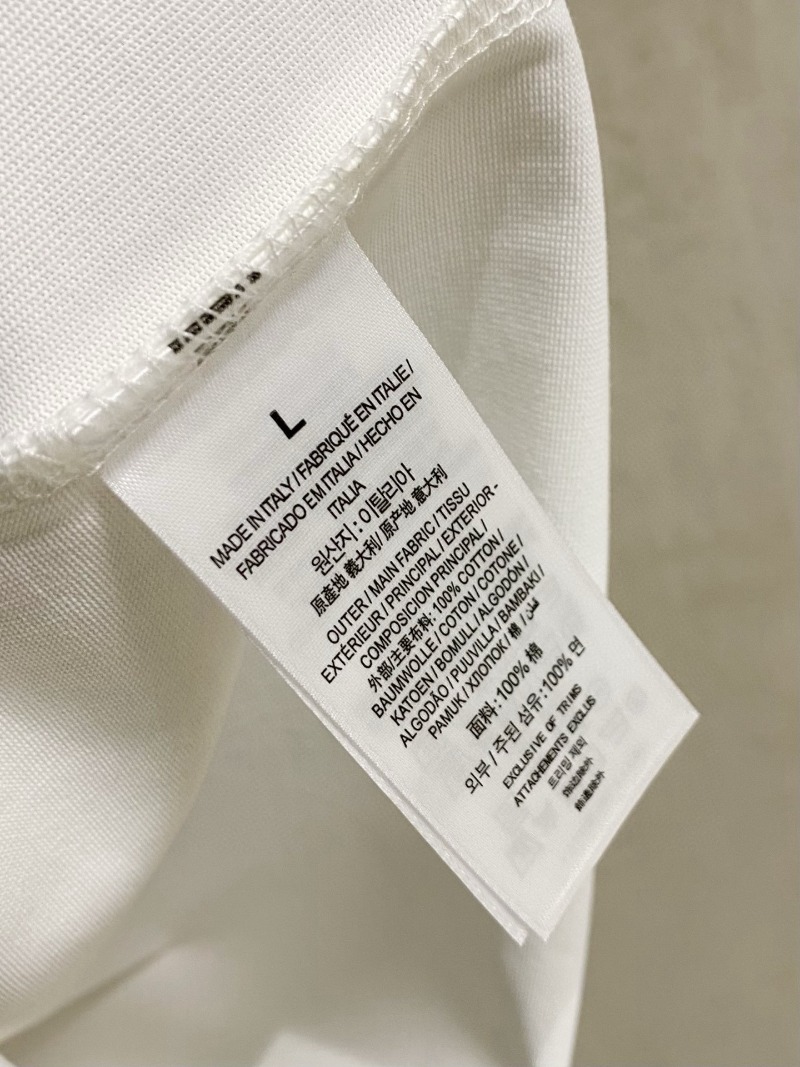 L
MADE IN ITALY / FABRIQUÉ EN ITALIE /
FABRICADO EM ITALIA / HECHO EN
ITALIA
원산지 : 이탈리아
原産地 義大利 / 原产地 意大利
OUTER / MAIN FABRIC / TISSU
EXTÉRIEUR / PRINCIPAL / EXTERIOR -
COMPOSICION PRINCIPAL /
外部/主要布料: 100% COTTON /
BAUMWOLLE / COTON / COTONE /
KATOEN / BOMULL / ALGODÓN /
ALGODÃO / PUUVILLA / BAMBAKI /
PAMUK / ХЛОПОК / 棉 / قطن
面料 : 100% 棉
외부 / 주된 섬유 : 100% 면
EXCLUSIVE OF TRIMS
ATTACHEMENTS EXCLUS
트리밍 제외